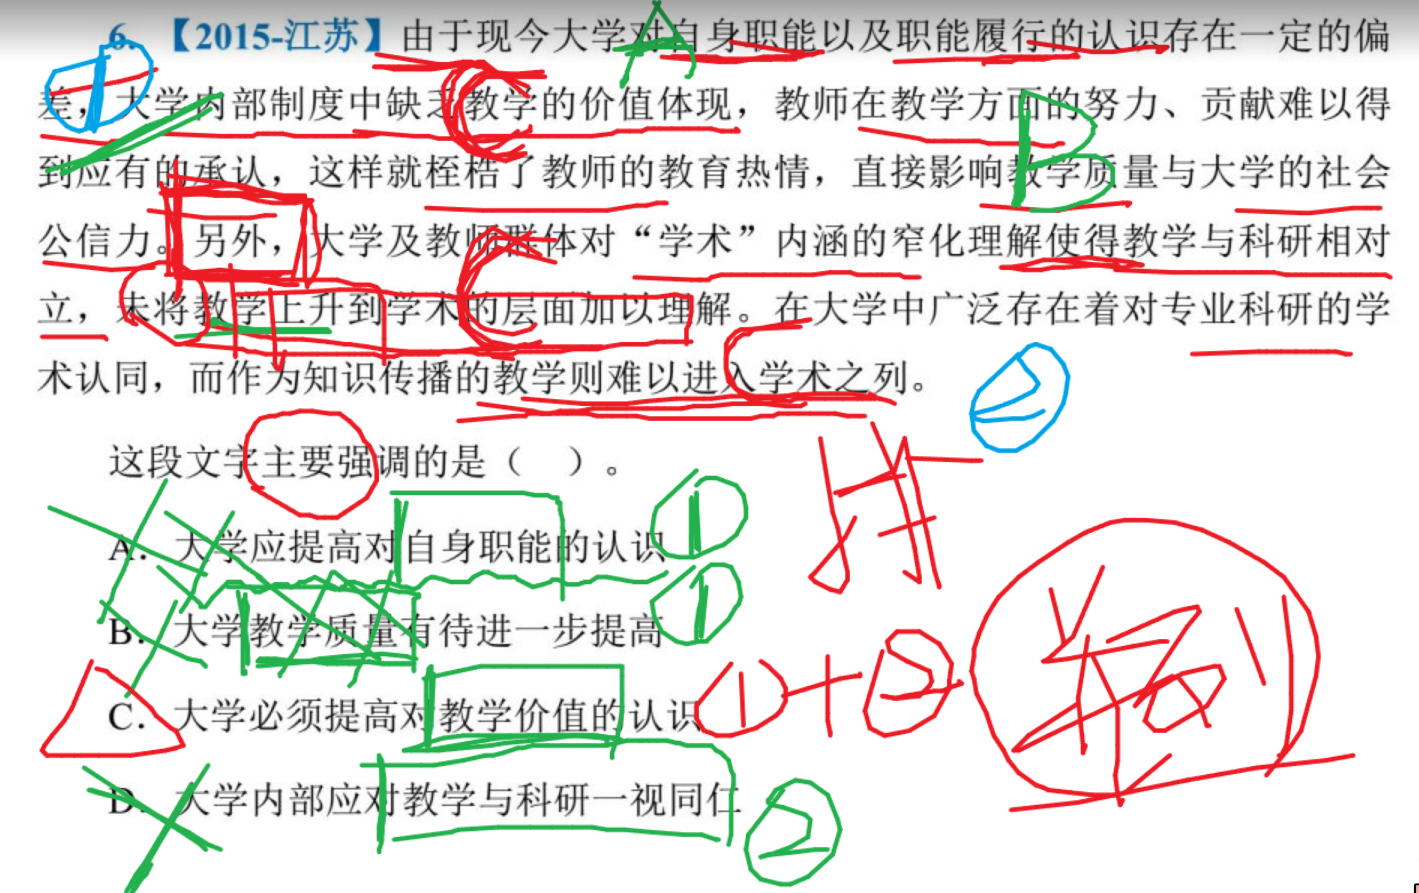 6. 【2015-江苏】由于现今大学对自身职能以及职能履行的认识存在一定的偏
差，大学内部制度中缺乏教学的价值体现，教师在教学方面的努力、贡献难以得
到应有的承认，这样就桎梏了教师的教育热情，直接影响教学质量与大学的社会
公信力。另外，大学及教师群体对“学术”内涵的窄化理解使得教学与科研相对
立，未将教学上升到学术的层面加以理解。在大学中广泛存在着对专业科研的学
术认同，而作为知识传播的教学则难以进入学术之列。
这段文字主要强调的是（ ）。
A. 大学应提高对自身职能的认识 ①
B. 大学教学质量有待进一步提高 ①
C. 大学必须提高对教学价值的认识 ①+②
D. 大学内部应对教学与科研一视同仁 ②
A
①
C
B
C
②